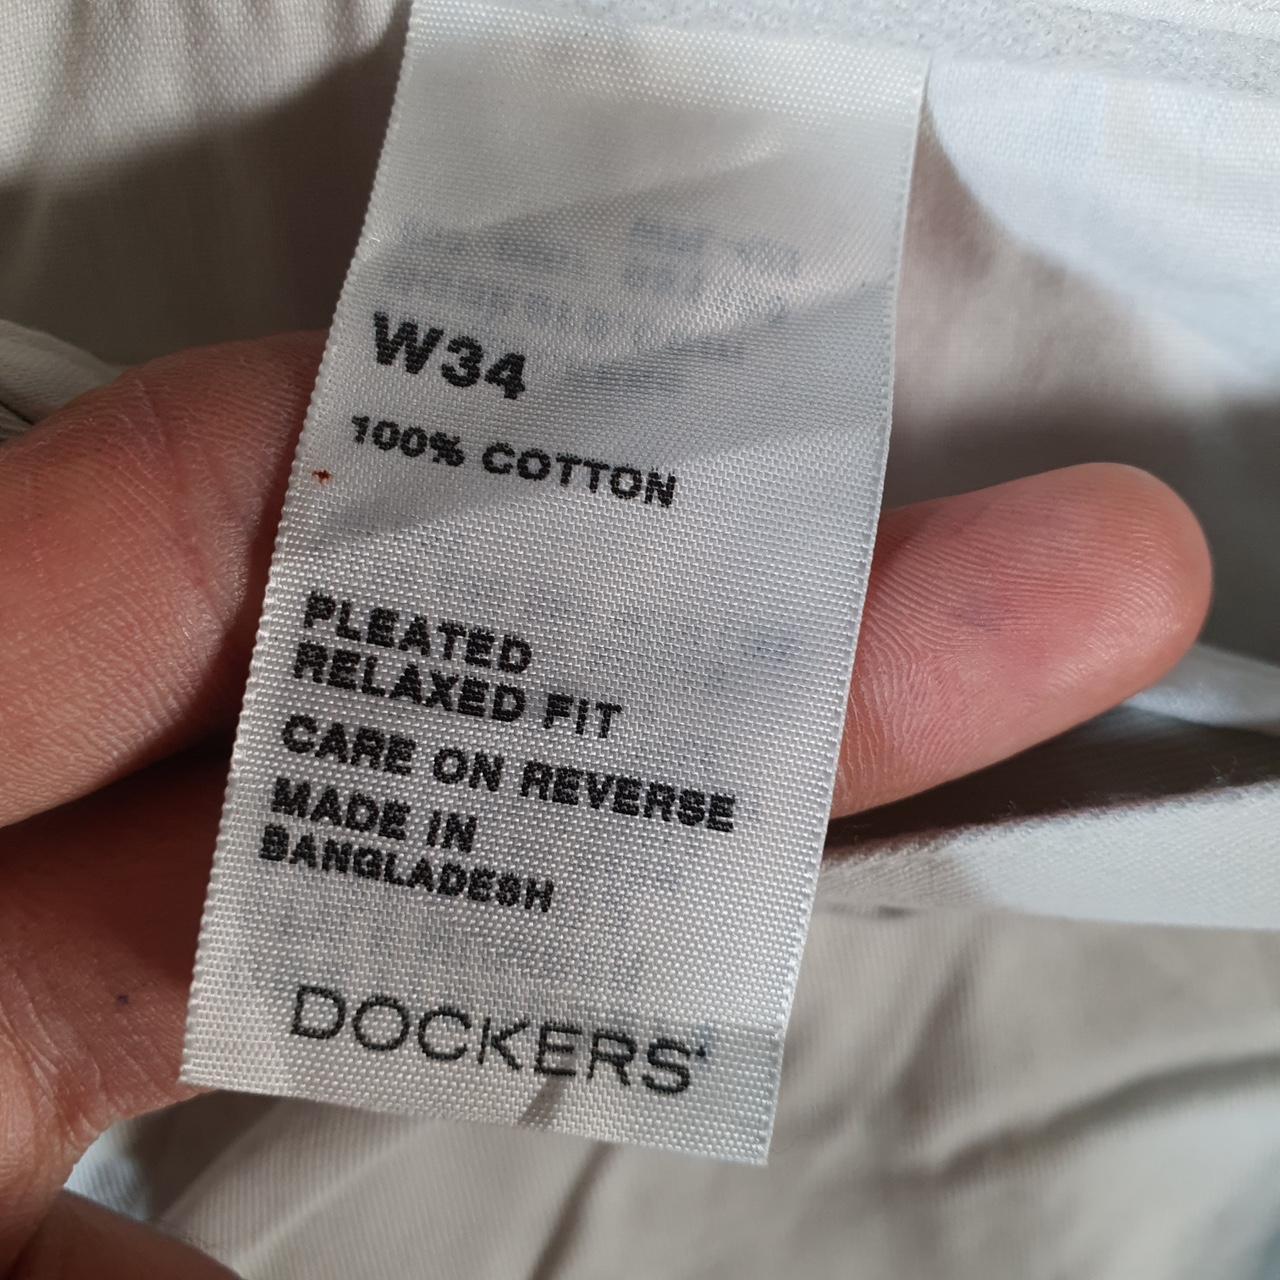 W34
100% COTTON
PLEATED
RELAXED FIT
CARE ON REVERSE
MADE IN
BANGLADESH
DOCKERS